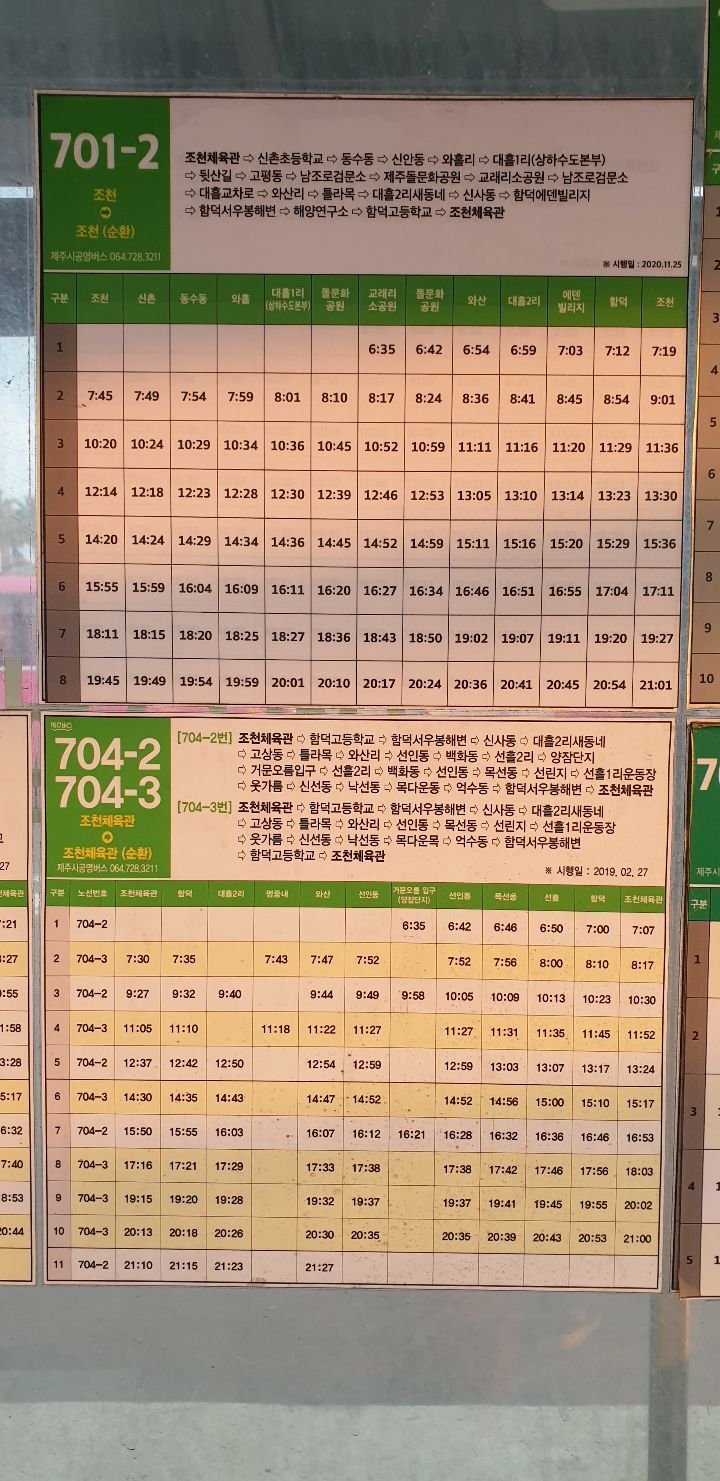 701-2
조천
조천 (순환)
제주시공영버스 064.728.3211
조천체육관 ⇨ 신촌초등학교 ⇨ 동수동 ⇨ 신안동 ⇨ 와흘리 ⇨ 대흘1리(상하수도본부)
⇨ 뒷산길 ⇨ 고평동 ⇨ 남조로검문소 ⇨ 제주돌문화공원 ⇨ 교래리소공원 ⇨ 남조로검문소
⇨ 대흘교차로 ⇨ 와산리 ⇨ 틀라목 ⇨ 대흘2리새동네 ⇨ 신사동 ⇨ 함덕에덴빌리지
⇨ 함덕서우봉해변 ⇨ 해양연구소 ⇨ 함덕고등학교 ⇨ 조천체육관
※ 시행일 : 2020.11.25
구분 조천 신촌 동수동 와흘 대흘1리 (상하수도본부) 돌문화 공원 교래리 소공원 돌문화 공원 와산 대흘2리 에덴 빌리지 함덕 조천
1 6:35 6:42 6:54 6:59 7:03 7:12 7:19
2 7:45 7:49 7:54 7:59 8:01 8:10 8:17 8:24 8:36 8:41 8:45 8:54 9:01
3 10:20 10:24 10:29 10:34 10:36 10:45 10:52 10:59 11:11 11:16 11:20 11:29 11:36
4 12:14 12:18 12:23 12:28 12:30 12:39 12:46 12:53 13:05 13:10 13:14 13:23 13:30
5 14:20 14:24 14:29 14:34 14:36 14:45 14:52 14:59 15:11 15:16 15:20 15:29 15:36
6 15:55 15:59 16:04 16:09 16:11 16:20 16:27 16:34 16:46 16:51 16:55 17:04 17:11
7 18:11 18:15 18:20 18:25 18:27 18:36 18:43 18:50 19:02 19:07 19:11 19:20 19:27
8 19:45 19:49 19:54 19:59 20:01 20:10 20:17 20:24 20:36 20:41 20:45 20:54 21:01
704-2
704-3
조천체육관
조천체육관 (순환)
제주시공영버스 064.728.3211
[704-2번] 조천체육관 ⇨ 함덕고등학교 ⇨ 함덕서우봉해변 ⇨ 신사동 ⇨ 대흘2리새동네
⇨ 고상동 ⇨ 틀라목 ⇨ 와산리 ⇨ 선인동 ⇨ 백화동 ⇨ 선흘2리 ⇨ 양잠단지
⇨ 거문오름입구 ⇨ 선흘2리 ⇨ 백화동 ⇨ 선인동 ⇨ 목선동 ⇨ 선린지 ⇨ 선흘1리운동장
⇨ 웃가름 ⇨ 신선동 ⇨ 낙선동 ⇨ 목다운동 ⇨ 억수동 ⇨ 함덕서우봉해변 ⇨ 조천체육관
[704-3번] 조천체육관 ⇨ 함덕고등학교 ⇨ 함덕서우봉해변 ⇨ 신사동 ⇨ 대흘2리새동네
⇨ 고상동 ⇨ 틀라목 ⇨ 와산리 ⇨ 선인동 ⇨ 목선동 ⇨ 선린지 ⇨ 선흘1리운동장
⇨ 웃가름 ⇨ 신선동 ⇨ 낙선동 ⇨ 목다운목 ⇨ 억수동 ⇨ 함덕서우봉해변
⇨ 함덕고등학교 ⇨ 조천체육관
※ 시행일 : 2019. 02. 27
구분 노선번호 조천체육관 함덕 대흘2리 명중내 와산 선인동 거문오름 입구 (양잠단지) 선인동 목선동 선흘 함덕 조천체육관
1 704-2 6:35 6:42 6:46 6:50 7:00 7:07
2 704-3 7:30 7:35 7:43 7:47 7:52 7:52 7:56 8:00 8:10 8:17
3 704-2 9:27 9:32 9:40 9:44 9:49 9:58 10:05 10:09 10:13 10:23 10:30
4 704-3 11:05 11:10 11:18 11:22 11:27 11:27 11:31 11:35 11:45 11:52
5 704-2 12:37 12:42 12:50 12:54 12:59 12:59 13:03 13:07 13:17 13:24
6 704-3 14:30 14:35 14:43 14:47 14:52 14:52 14:56 15:00 15:10 15:17
7 704-2 15:50 15:55 16:03 16:07 16:12 16:21 16:28 16:32 16:36 16:46 16:53
8 704-3 17:16 17:21 17:29 17:33 17:38 17:38 17:42 17:46 17:56 18:03
9 704-3 19:15 19:20 19:28 19:32 19:37 19:37 19:41 19:45 19:55 20:02
10 704-3 20:13 20:18 20:26 20:30 20:35 20:35 20:39 20:43 20:53 21:00
11 704-2 21:10 21:15 21:23 21:27